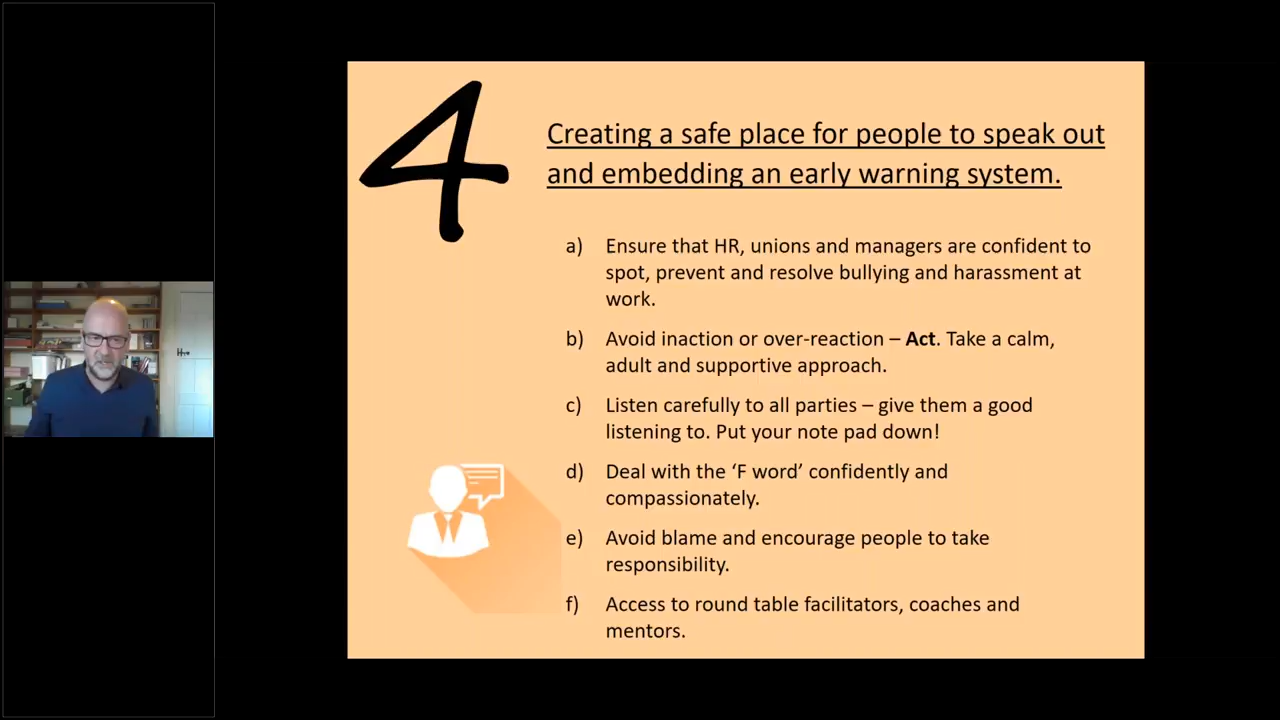 4
Creating a safe place for people to speak out
and embedding an early warning system.
a) Ensure that HR, unions and managers are confident to
spot, prevent and resolve bullying and harassment at
work.
b) Avoid inaction or over-reaction – Act. Take a calm,
adult and supportive approach.
c) Listen carefully to all parties – give them a good
listening to. Put your note pad down!
d) Deal with the ‘F word’ confidently and
compassionately.
e) Avoid blame and encourage people to take
responsibility.
f) Access to round table facilitators, coaches and
mentors.